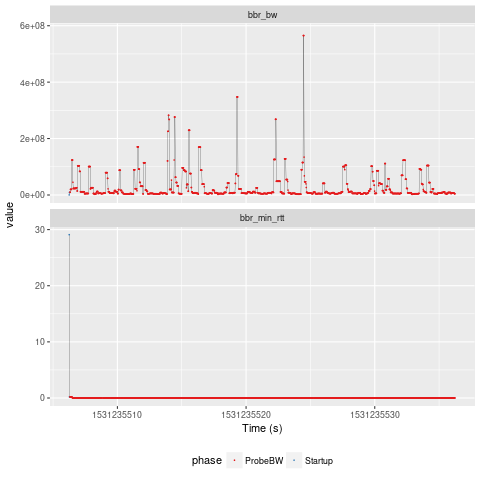 bbr_bw
6e+08
4e+08
2e+08
0e+00
bbr_min_rtt
30
20
10
0
value
1531235510 1531235520 1531235530
Time (s)
phase ProbeBW Startup